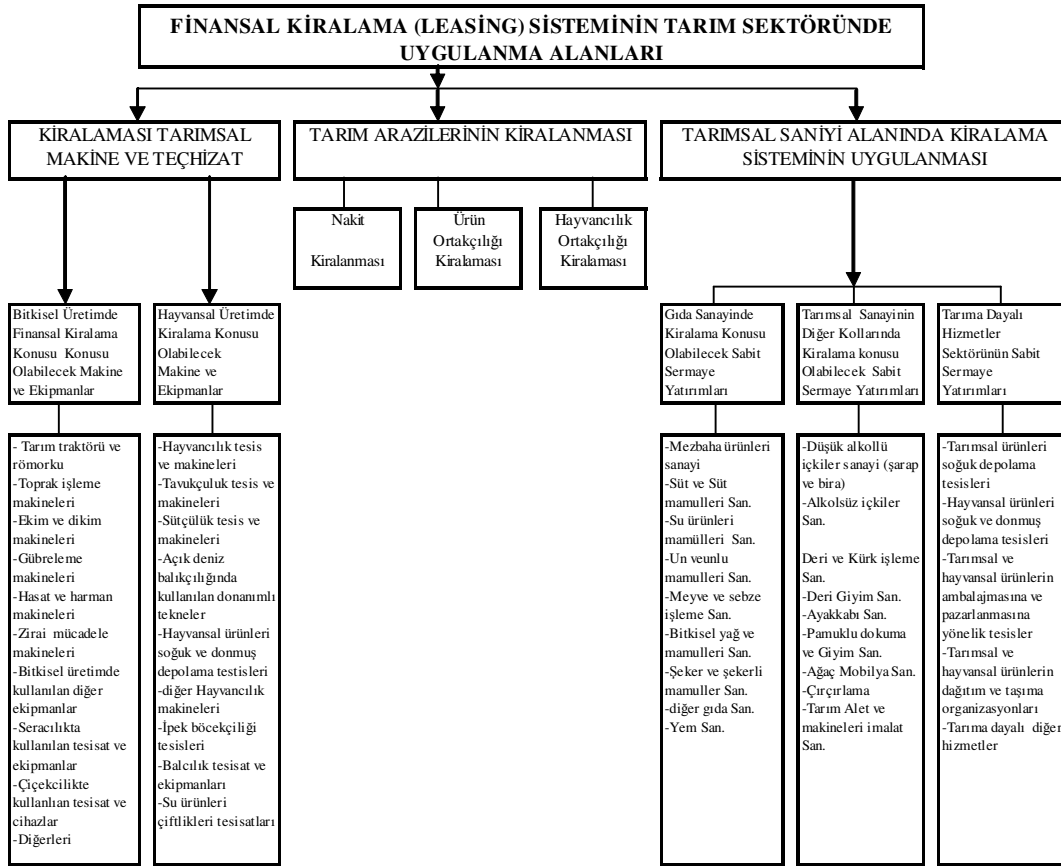 FİNANSAL KİRALAMA (LEASİNG) SİSTEMİNİN TARIM SEKTÖRÜNDE
UYGULANMA ALANLARI
KİRALAMASI TARIMSAL
MAKİNE VE TEÇHİZAT
TARIM ARAZİLERİNİN KİRALANMASI
TARIMSAL SANİYİ ALANINDA KİRALAMA
SİSTEMİNİN UYGULANMASI
Nakit
Kiralanması
Ürün
Ortakçılığı
Kiralaması
Hayvancılık
Ortakçılığı
Kiralaması
Bitkisel Üretimde
Finansal Kiralama
Konusu Konusu
Olabilecek Makine
ve Ekipmanlar
Hayvansal Üretimde
Kiralama Konusu
Olabilecek
Makine ve
Ekipmanlar
Gıda Sanayinde
Kiralama Konusu
Olabilecek Sabit
Sermaye
Yatırımları
Tarımsal Sanayinin
Diğer Kollarında
Kiralama konusu
Olabilecek Sabit
Sermaye Yatırımları
Tarıma Dayalı
Hizmetler
Sektörünün Sabit
Sermaye
Yatırımları
- Tarım traktörü ve
römorku
-Toprak işleme
makineleri
-Ekim ve dikim
makineleri
-Gübreleme
makineleri
-Hasat ve harman
makineleri
-Zirai mücadele
makineleri
-Bitkisel üretimde
kullanılan diğer
ekipmanlar
-Seracılıkta
kullanılan tesisat ve
ekipmanlar
-Çiçekcilikte
kullanlıan tesisat ve
cihazlar
-Diğerleri
-Hayvancılık tesis
ve makineleri
-Tavukçuluk tesis ve
makineleri
-Sütçülük tesis ve
makineleri
-Açık deniz
balıkçılığında
kullanılan donanımlı
tekneler
-Hayvansal ürünleri
soğuk ve donmuş
depolama testisleri
-diğer Hayvancılık
makineleri
-İpek böcekçiliği
tesisleri
-Balcılık tesisat ve
ekipmanları
-Su ürünleri
çiftlikleri tesisatları
-Mezbaha ürünleri
sanayi
-Süt ve Süt
mamulleri San.
-Su ürünleri
mamülleri San.
-Un veunlu
mamulleri San.
-Meyve ve sebze
işleme San.
-Bitkisel yağ ve
mamulleri San.
-Şeker ve şekerli
mamuller San.
-diğer gıda San.
-Yem San.
-Düşük alkollü
içkiler sanayi (şarap
ve bira)
-Alkolsüz içkiler
San.
Deri ve Kürk işleme
San.
-Deri Giyim San.
-Ayakkabı San.
-Pamuklu dokuma
ve Giyim San.
-Ağaç Mobilya San.
-Çırçırlama
-Tarım Alet ve
makineleri imalat
San.
-Tarımsal ürünleri
soğuk depolama
tesisleri
-Hayvansal ürünleri
soğuk ve donmuş
depolama tesisleri
-Tarımsal ve
hayvansal ürünlerin
ambalajmasına ve
pazarlanmasına
yönelik tesisler
-Tarımsal ve
hayvansal ürünlerin
dağıtım ve taşıma
organizasyonları
-Tarıma dayalı diğer
hizmetler